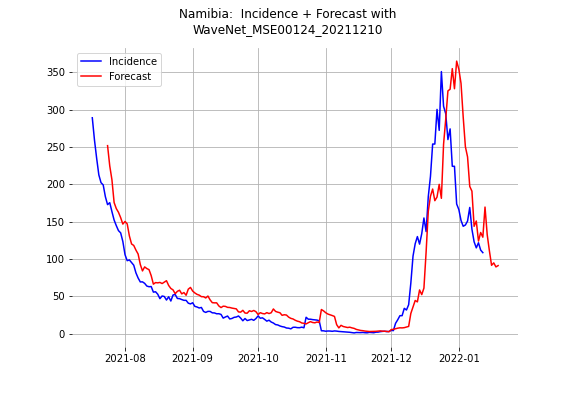 Namibia:  Incidence + Forecast with
WaveNet_MSE00124_20211210
Incidence
Forecast
350
300
250
200
150
100
50
0
2021-08 2021-09 2021-10 2021-11 2021-12 2022-01